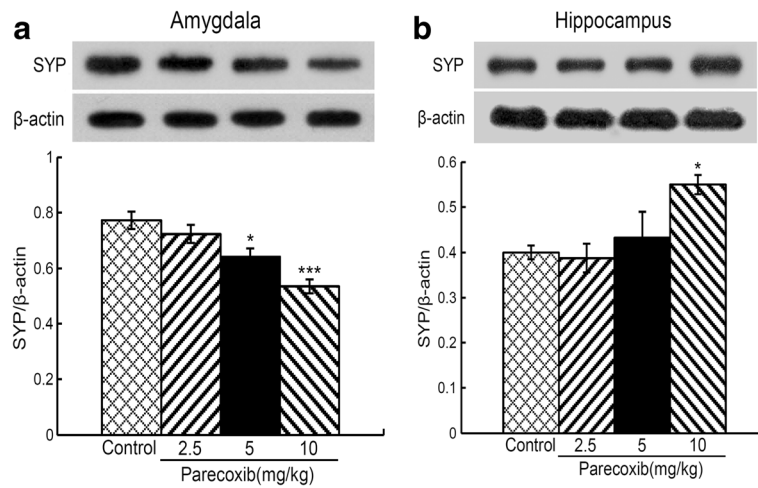 a
Amygdala
SYP
β-actin
SYP/β-actin
1
0.8
0.6
0.4
0.2
0
*
***
Control
2.5
5
10
Parecoxib(mg/kg)
b
Hippocampus
SYP
β-actin
SYP/β-actin
0.6
0.5
0.4
0.3
0.2
0.1
0
*
Control
2.5
5
10
Parecoxib(mg/kg)